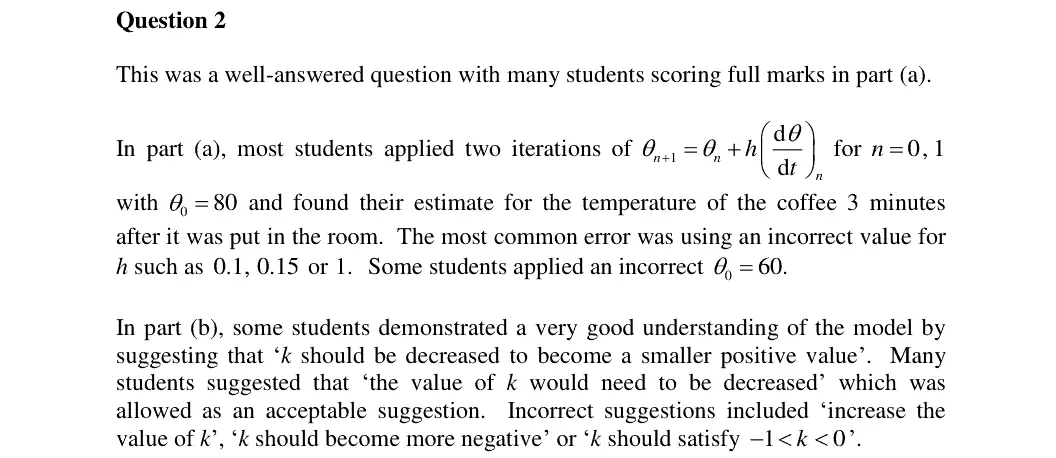 Question 2
This was a well-answered question with many students scoring full marks in part (a).
In part (a), most students applied two iterations of θₙ₊₁ = θₙ + h(dθ/dt)ₙ for n = 0, 1
with θ₀ = 80 and found their estimate for the temperature of the coffee 3 minutes
after it was put in the room. The most common error was using an incorrect value for
h such as 0.1, 0.15 or 1. Some students applied an incorrect θ₀ = 60.
In part (b), some students demonstrated a very good understanding of the model by
suggesting that ‘k should be decreased to become a smaller positive value’. Many
students suggested that ‘the value of k would need to be decreased’ which was
allowed as an acceptable suggestion. Incorrect suggestions included ‘increase the
value of k’, ‘k should become more negative’ or ‘k should satisfy −1 < k < 0’.